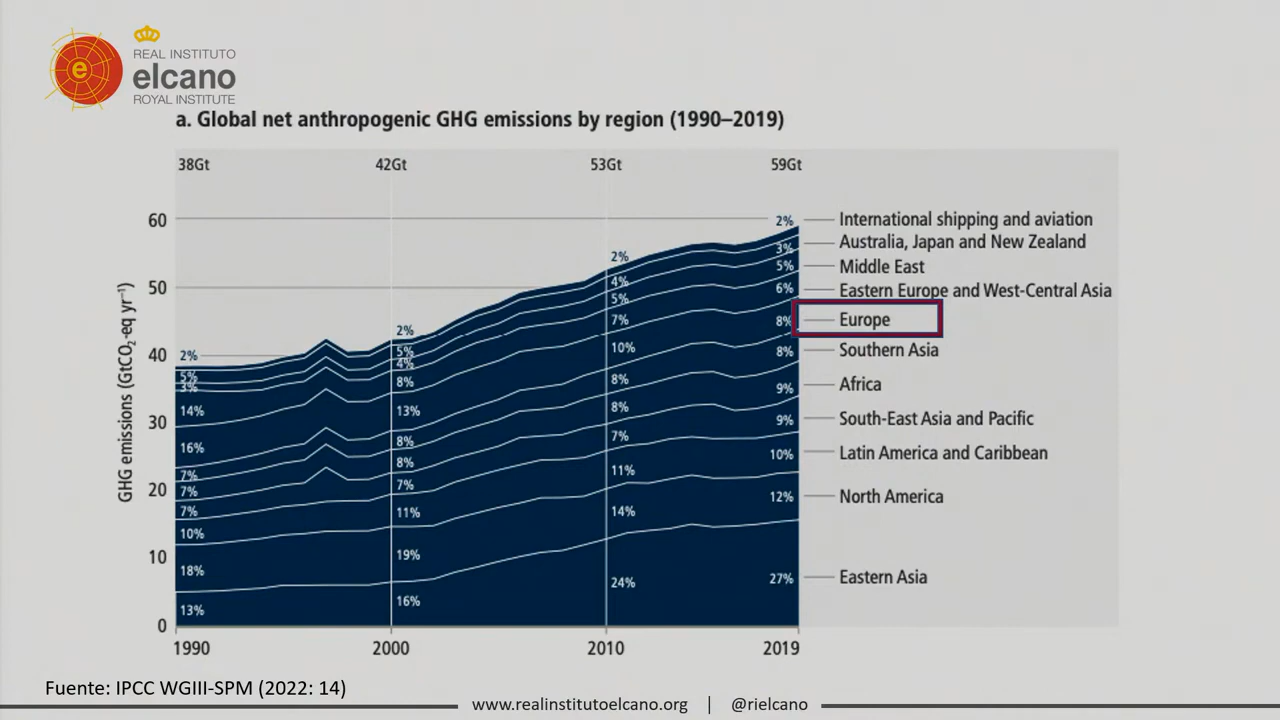 REAL INSTITUTO
e
elcano
ROYAL INSTITUTE
a. Global net anthropogenic GHG emissions by region (1990–2019)
38Gt 42Gt 53Gt 59Gt
GHG emissions (GtCO₂-eq yr⁻¹)
60
50
40
30
20
10
0
2%
5%
3%
14%
16%
7%
7%
7%
10%
18%
13%
2%
5%
4%
8%
13%
8%
8%
7%
11%
19%
16%
2%
4%
5%
7%
10%
8%
8%
7%
11%
14%
24%
2%
3%
5%
6%
8%
8%
9%
9%
10%
12%
27%
International shipping and aviation
Australia, Japan and New Zealand
Middle East
Eastern Europe and West-Central Asia
Europe
Southern Asia
Africa
South-East Asia and Pacific
Latin America and Caribbean
North America
Eastern Asia
1990 2000 2010 2019
Fuente: IPCC WGIII-SPM (2022: 14)
www.realinstitutoelcano.org | @rielcano